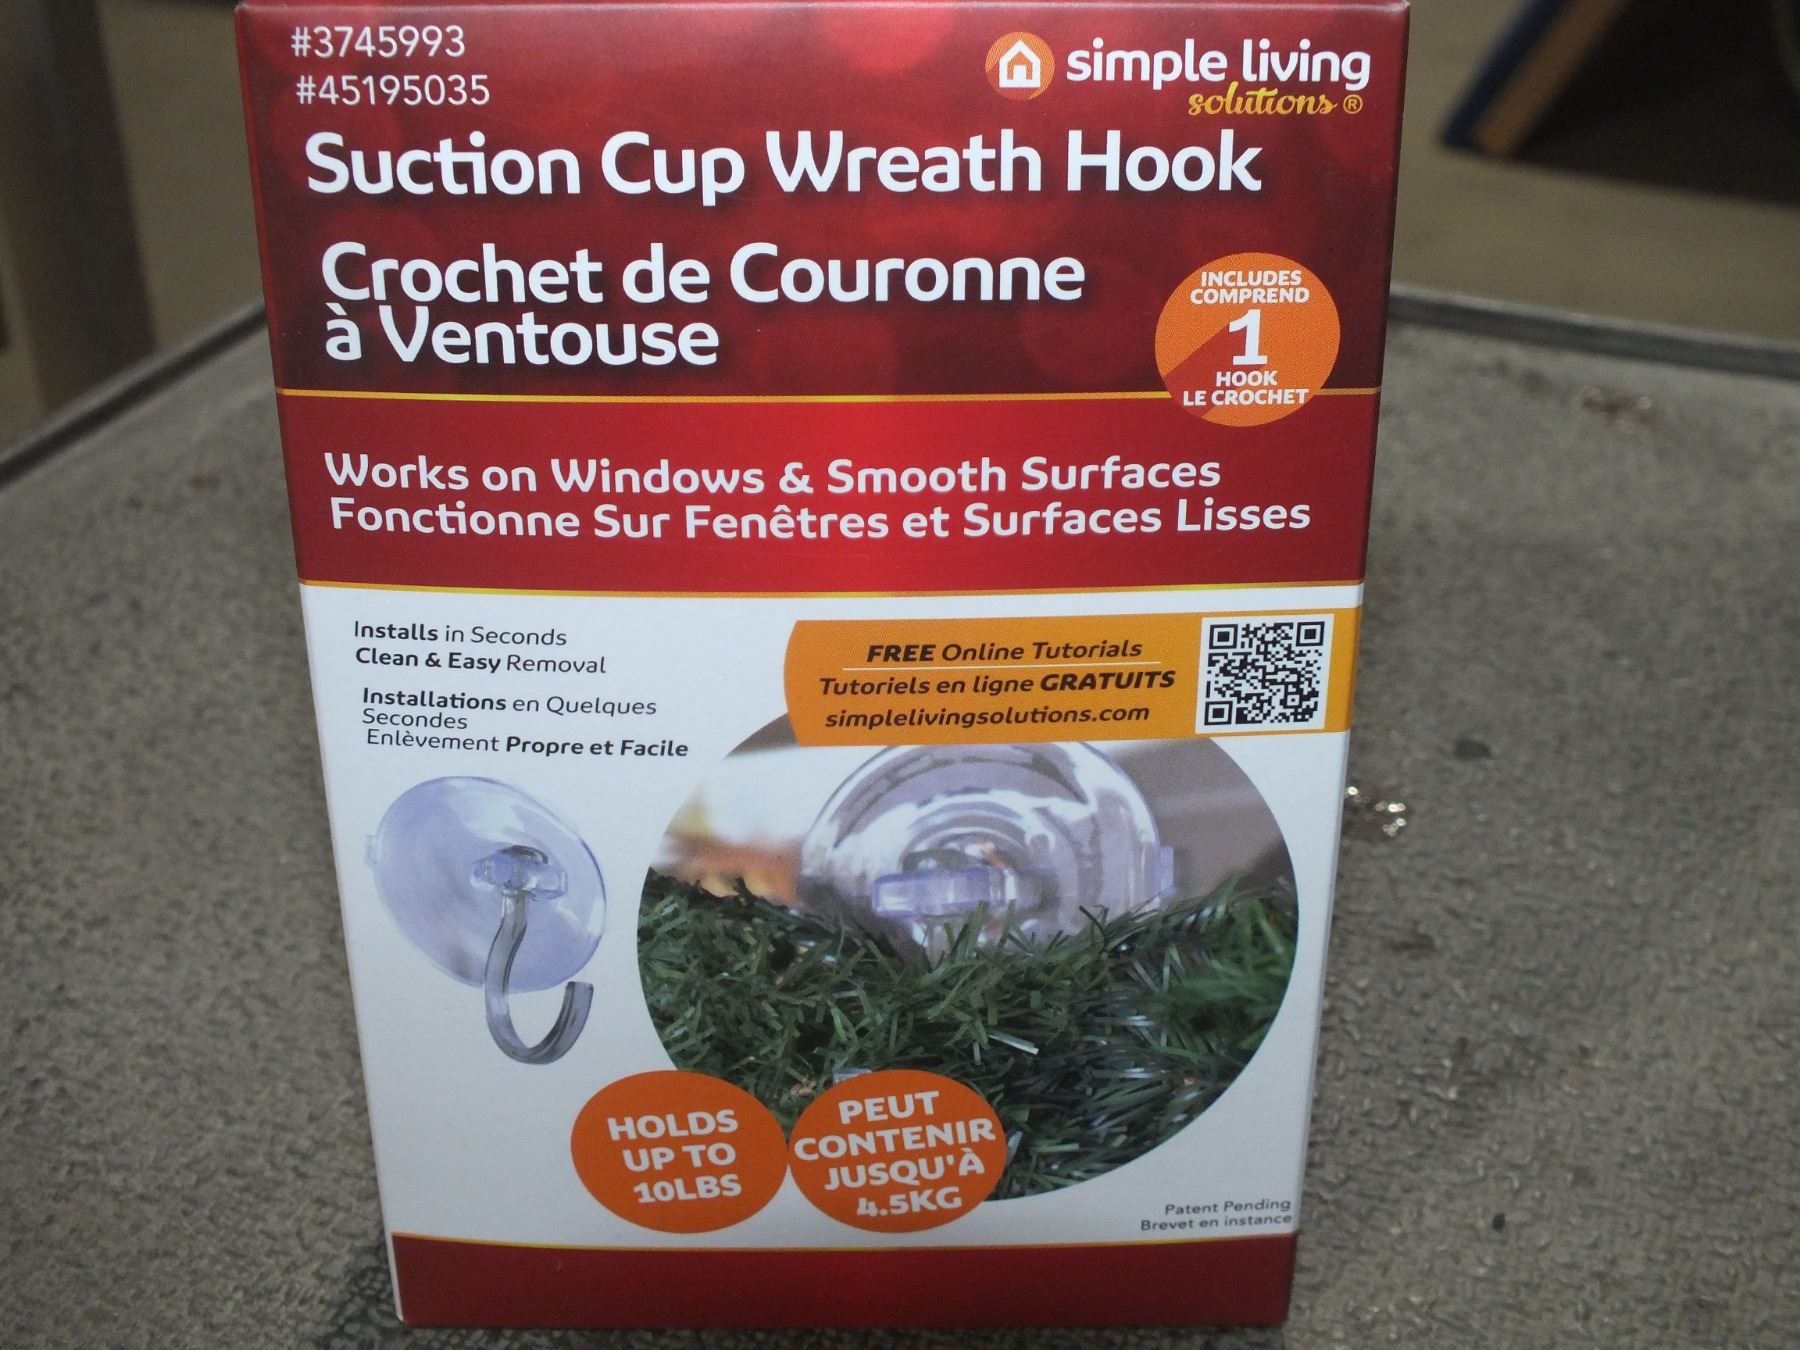 #3745993
#45195035
simple living
solutions ®
Suction Cup Wreath Hook
Crochet de Couronne
à Ventouse
INCLUDES
COMPREND
1
HOOK
LE CROCHET
Works on Windows & Smooth Surfaces
Fonctionne Sur Fenêtres et Surfaces Lisses
Installs in Seconds
Clean & Easy Removal
Installations en Quelques
Secondes
Enlèvement Propre et Facile
FREE Online Tutorials
Tutoriels en ligne GRATUITS
simplelivingsolutions.com
HOLDS
UP TO
10LBS
PEUT
CONTENIR
JUSQU'À
4.5KG
Patent Pending
Brevet en instance